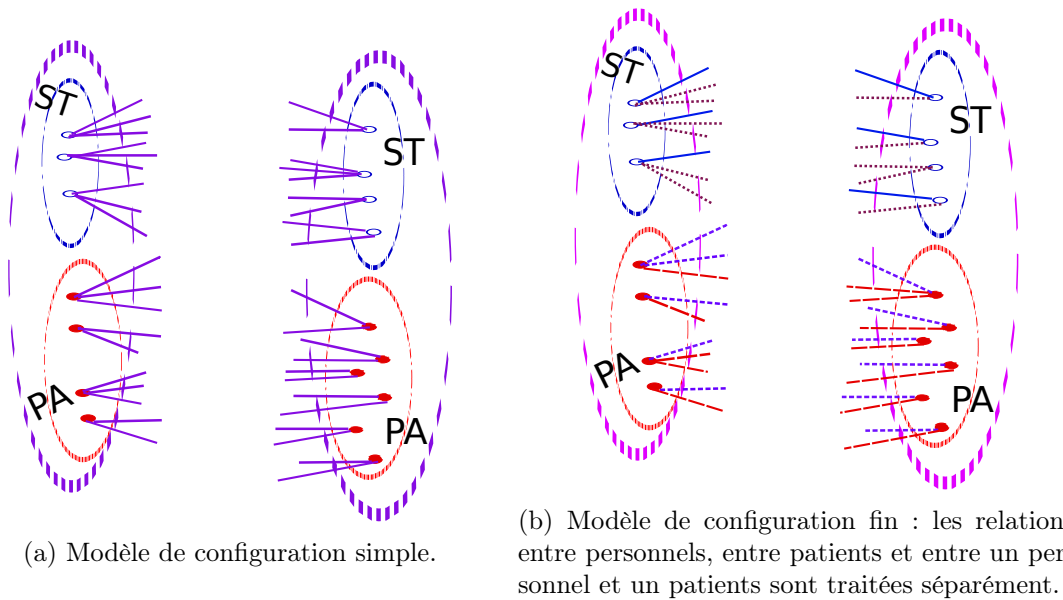 ST
ST
PA
PA
ST
ST
PA
PA
(a) Modèle de configuration simple.
(b) Modèle de configuration fin : les relation
entre personnels, entre patients et entre un per
sonnel et un patients sont traitées séparément.